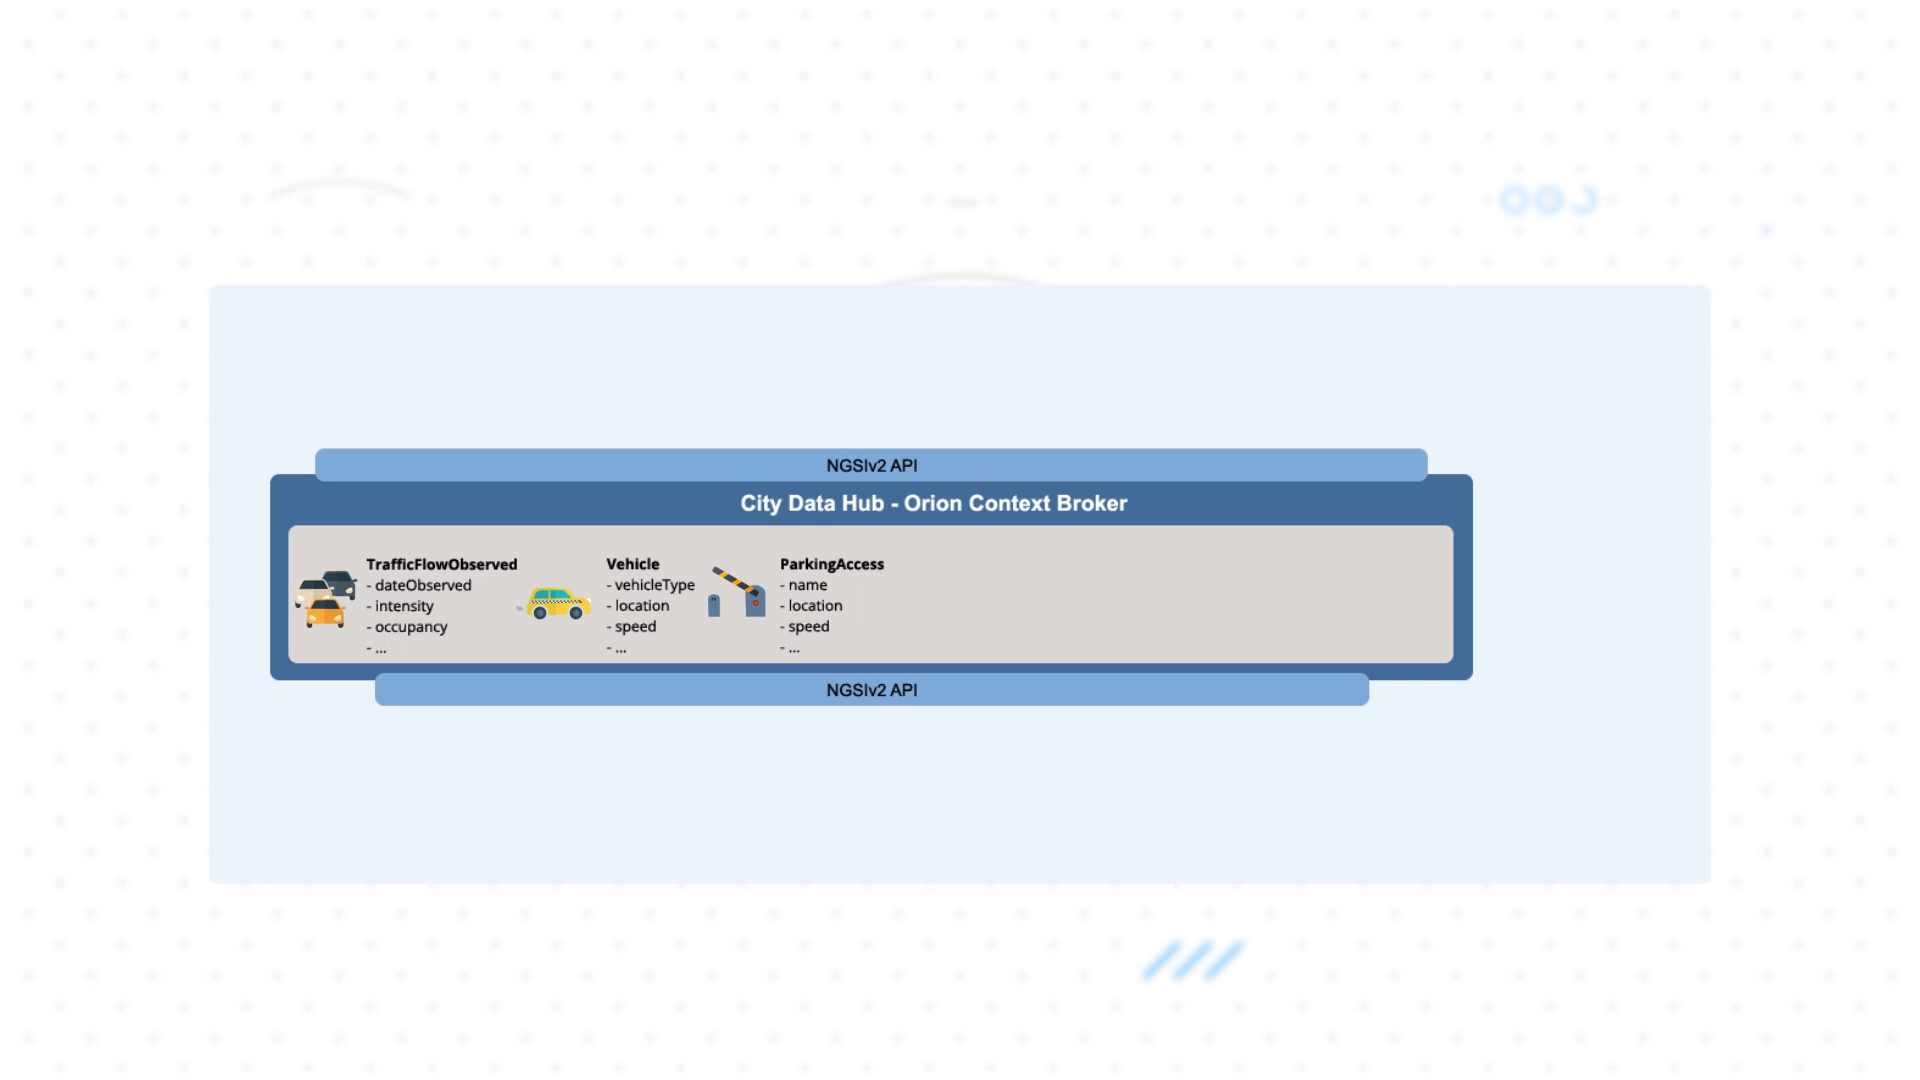 NGSIv2 API
City Data Hub - Orion Context Broker
TrafficFlowObserved
- dateObserved
- intensity
- occupancy
- ...
Vehicle
- vehicleType
- location
- speed
- ...
ParkingAccess
- name
- location
- speed
- ...
NGSIv2 API